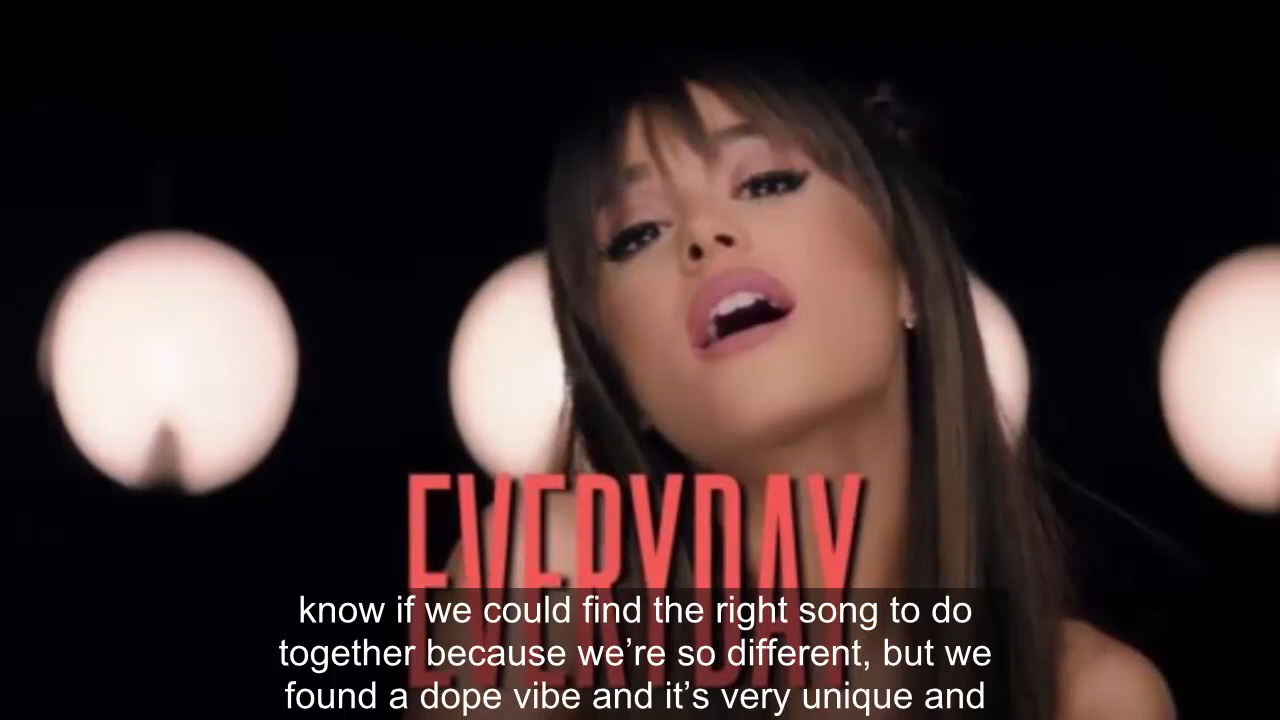 EVERYDAY
know if we could find the right song to do
together because we’re so different, but we
found a dope vibe and it’s very unique and